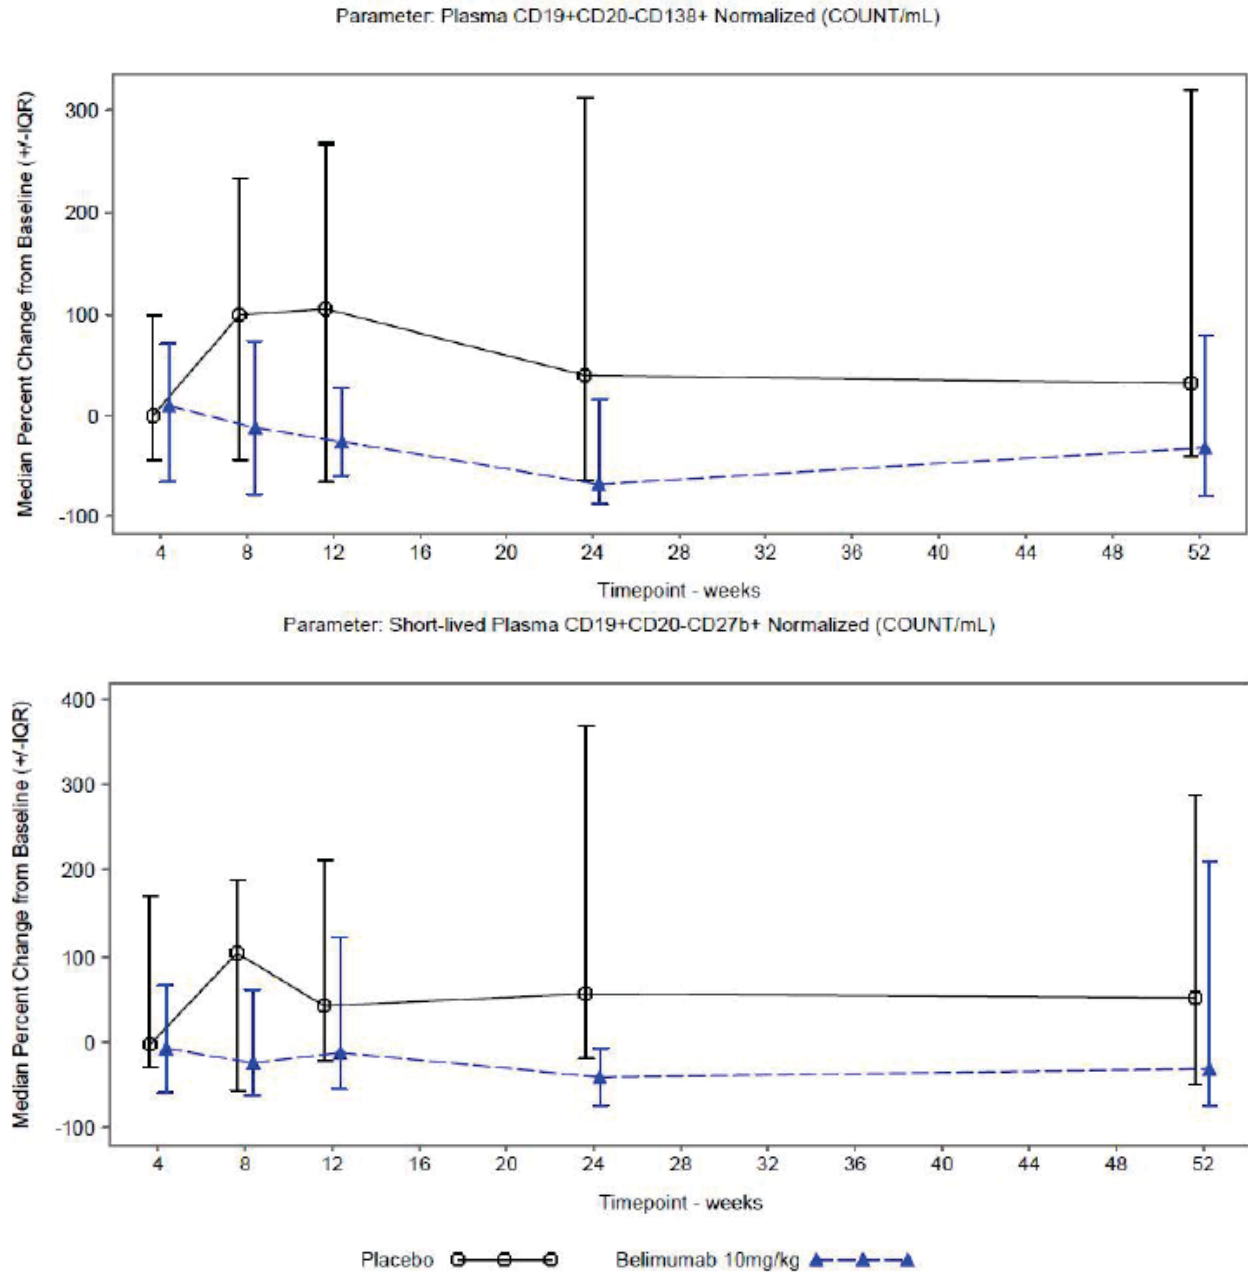 Parameter: Plasma CD19+CD20-CD138+ Normalized (COUNT/mL)
Median Percent Change from Baseline (+/-IQR)
300
200
100
0
-100
4 8 12 16 20 24 28 32 36 40 44 48 52
Timepoint - weeks
Parameter: Short-lived Plasma CD19+CD20-CD27b+ Normalized (COUNT/mL)
Median Percent Change from Baseline (+/-IQR)
400
300
200
100
0
-100
4 8 12 16 20 24 28 32 36 40 44 48 52
Timepoint - weeks
Placebo Belimumab 10mg/kg